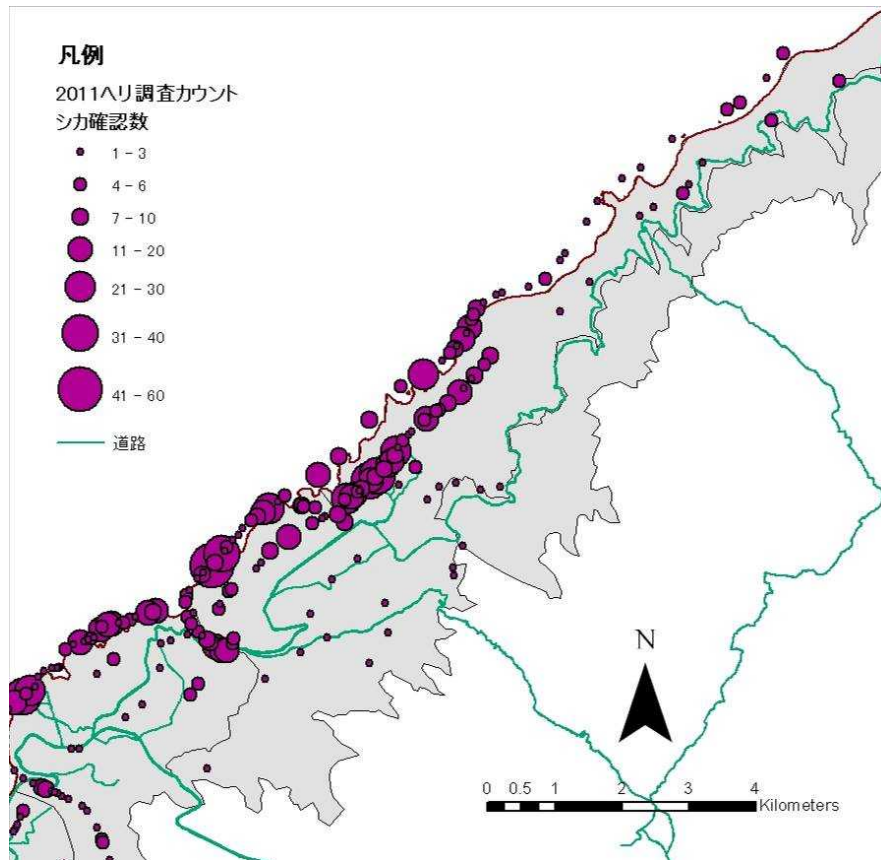 凡例
2011ヘリ調査カウント
シカ確認数
1 - 3
4 - 6
7 - 10
11 - 20
21 - 30
31 - 40
41 - 60
道路
N
0 0.5 1 2 3 4
Kilometers